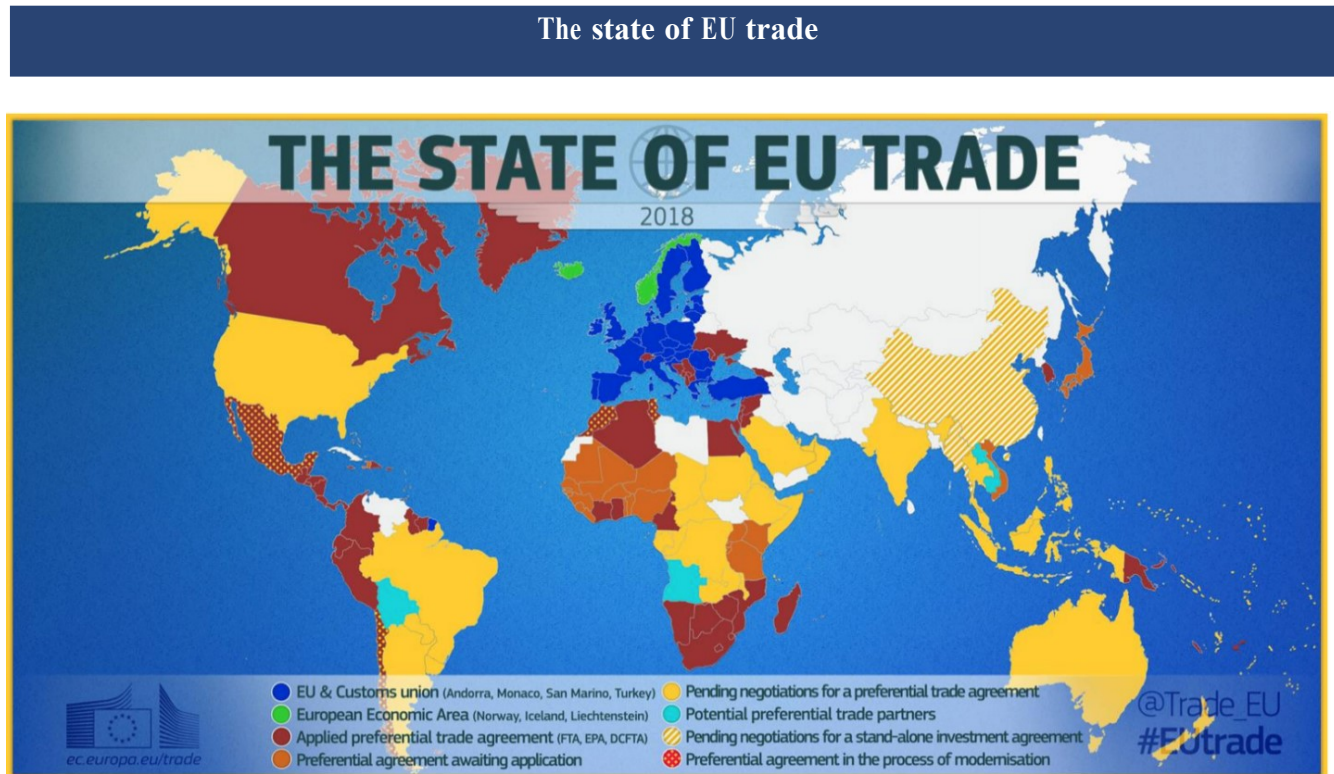 The state of EU trade
THE STATE OF EU TRADE
2018
EU & Customs union (Andorra, Monaco, San Marino, Turkey)
European Economic Area (Norway, Iceland, Liechtenstein)
Applied preferential trade agreement (FTA, EPA, DCFTA)
Preferential agreement awaiting application
Pending negotiations for a preferential trade agreement
Potential preferential trade partners
Pending negotiations for a stand-alone investment agreement
Preferential agreement in the process of modernisation
ec.europa.eu/trade
@Trade_EU
#EUtrade